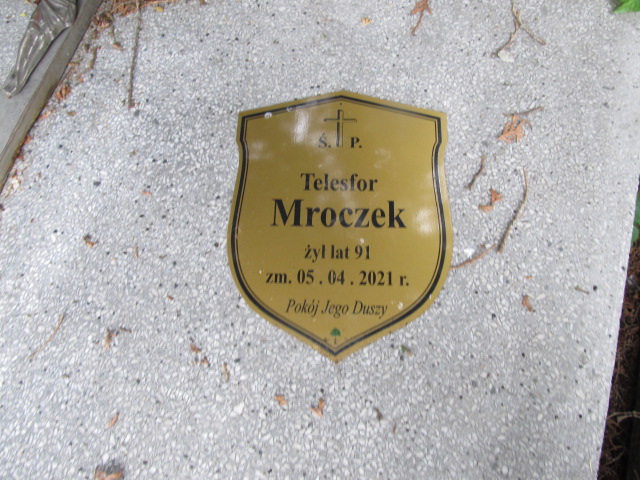 Ś. P.
Telesfor
Mroczek
żył lat 91
zm. 05 . 04 . 2021 r.
Pokój Jego Duszy